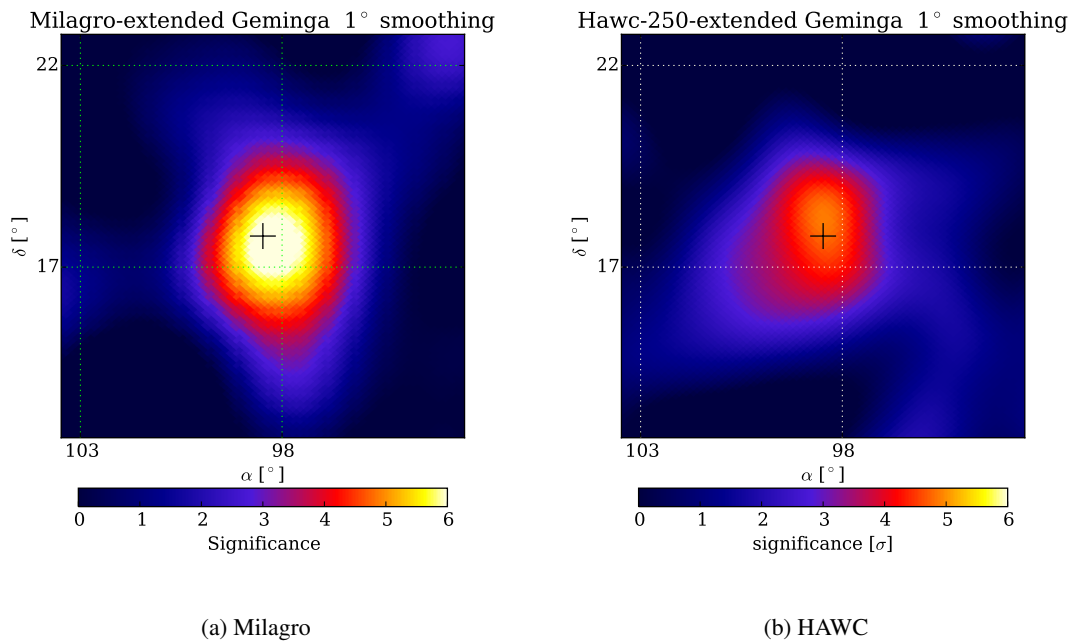 Milagro-extended Geminga 1° smoothing
22
17
δ [°]
103 98
α [°]
0 1 2 3 4 5 6
Significance
(a) Milagro
Hawc-250-extended Geminga 1° smoothing
22
17
δ [°]
103 98
α [°]
0 1 2 3 4 5 6
significance [σ]
(b) HAWC